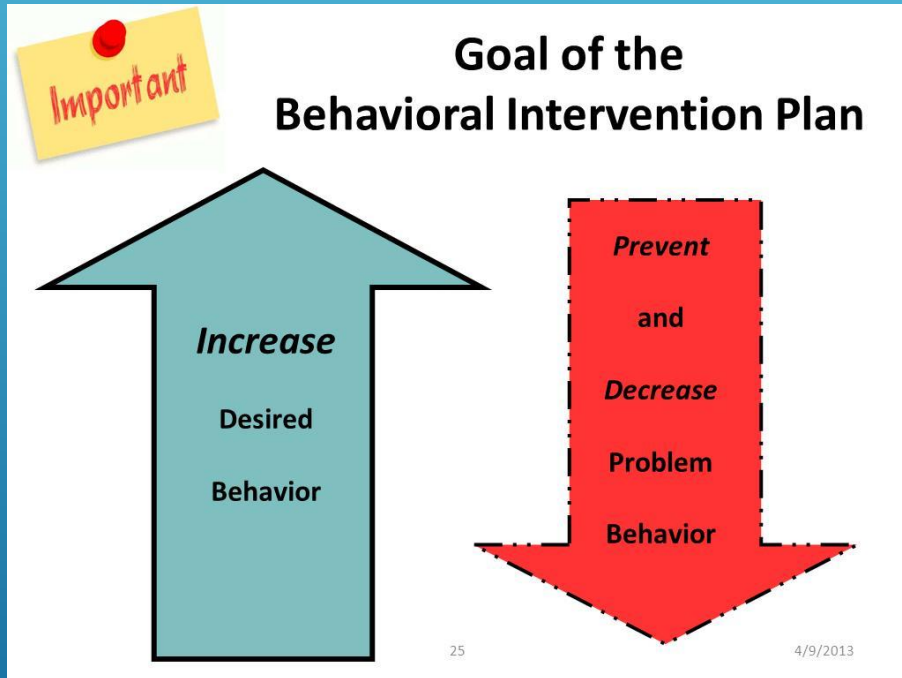 Important
Goal of the
Behavioral Intervention Plan
Increase
Desired
Behavior
Prevent
and
Decrease
Problem
Behavior
25
4/9/2013